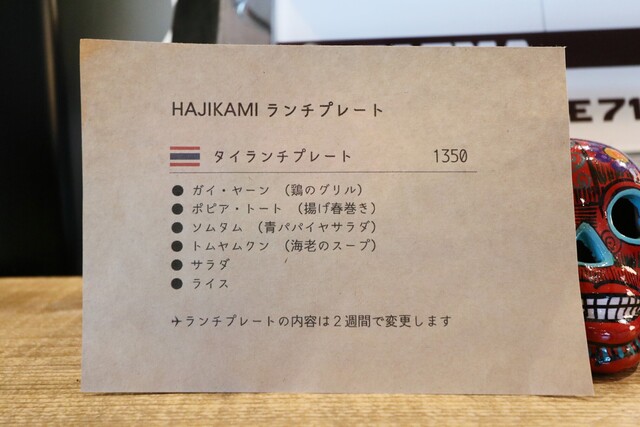 HAJIKAMI ランチプレート
タイランチプレート 1350
● ガイ・ヤーン （鶏のグリル）
● ポピア・トート （揚げ春巻き）
● ソムタム （青パパイヤサラダ）
● トムヤムクン （海老のスープ）
● サラダ
● ライス
✈ランチプレートの内容は２週間で変更します
E71